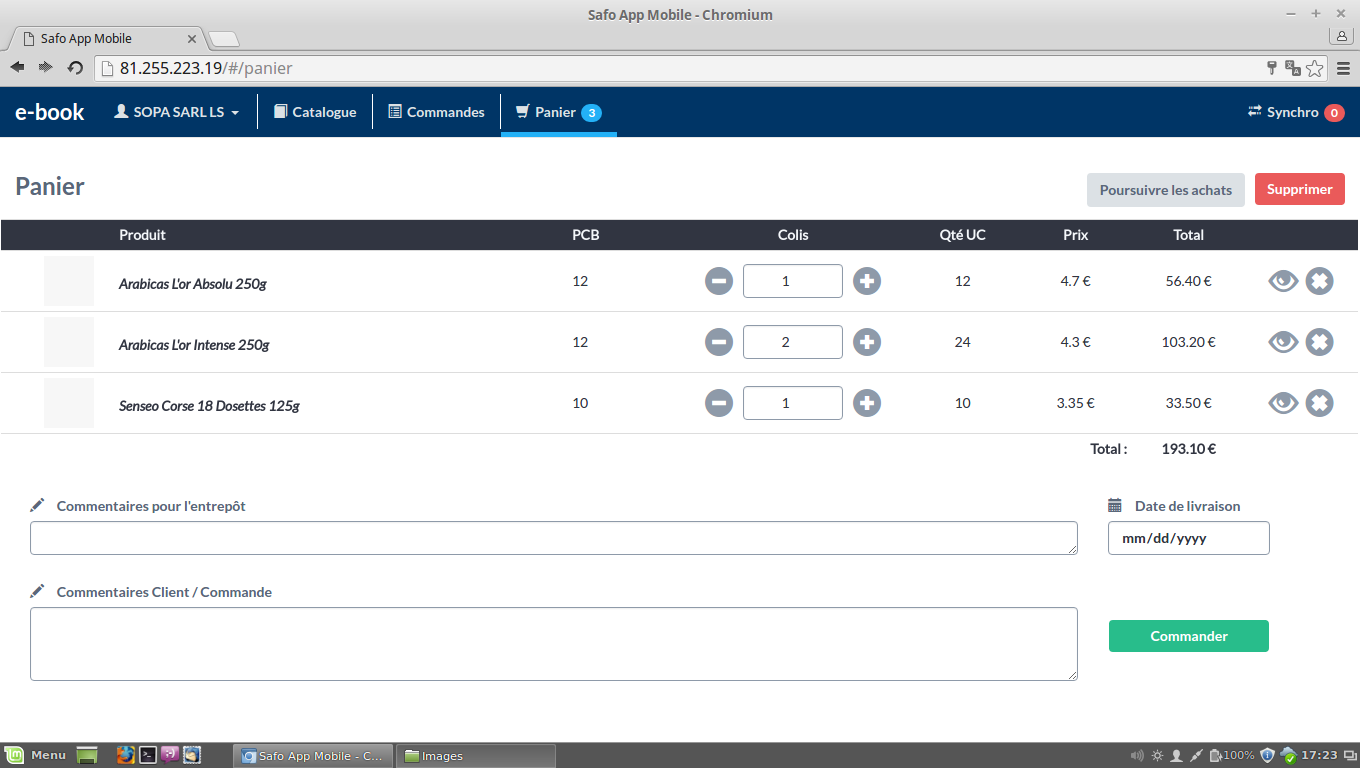 Safo App Mobile - Chromium
Safo App Mobile
81.255.223.19/#/panier
e-book SOPA SARL LS Catalogue Commandes Panier 3 Synchro 0
Panier Poursuivre les achats Supprimer
Produit PCB Colis Qté UC Prix Total
Arabicas L'or Absolu 250g 12 1 12 4.7 € 56.40 €
Arabicas L'or Intense 250g 12 2 24 4.3 € 103.20 €
Senseo Corse 18 Dosettes 125g 10 1 10 3.35 € 33.50 €
Total : 193.10 €
Commentaires pour l'entrepôt Date de livraison
mm/dd/yyyy
Commentaires Client / Commande
Commander
Menu Safo App Mobile - C... Images 100% 17:23